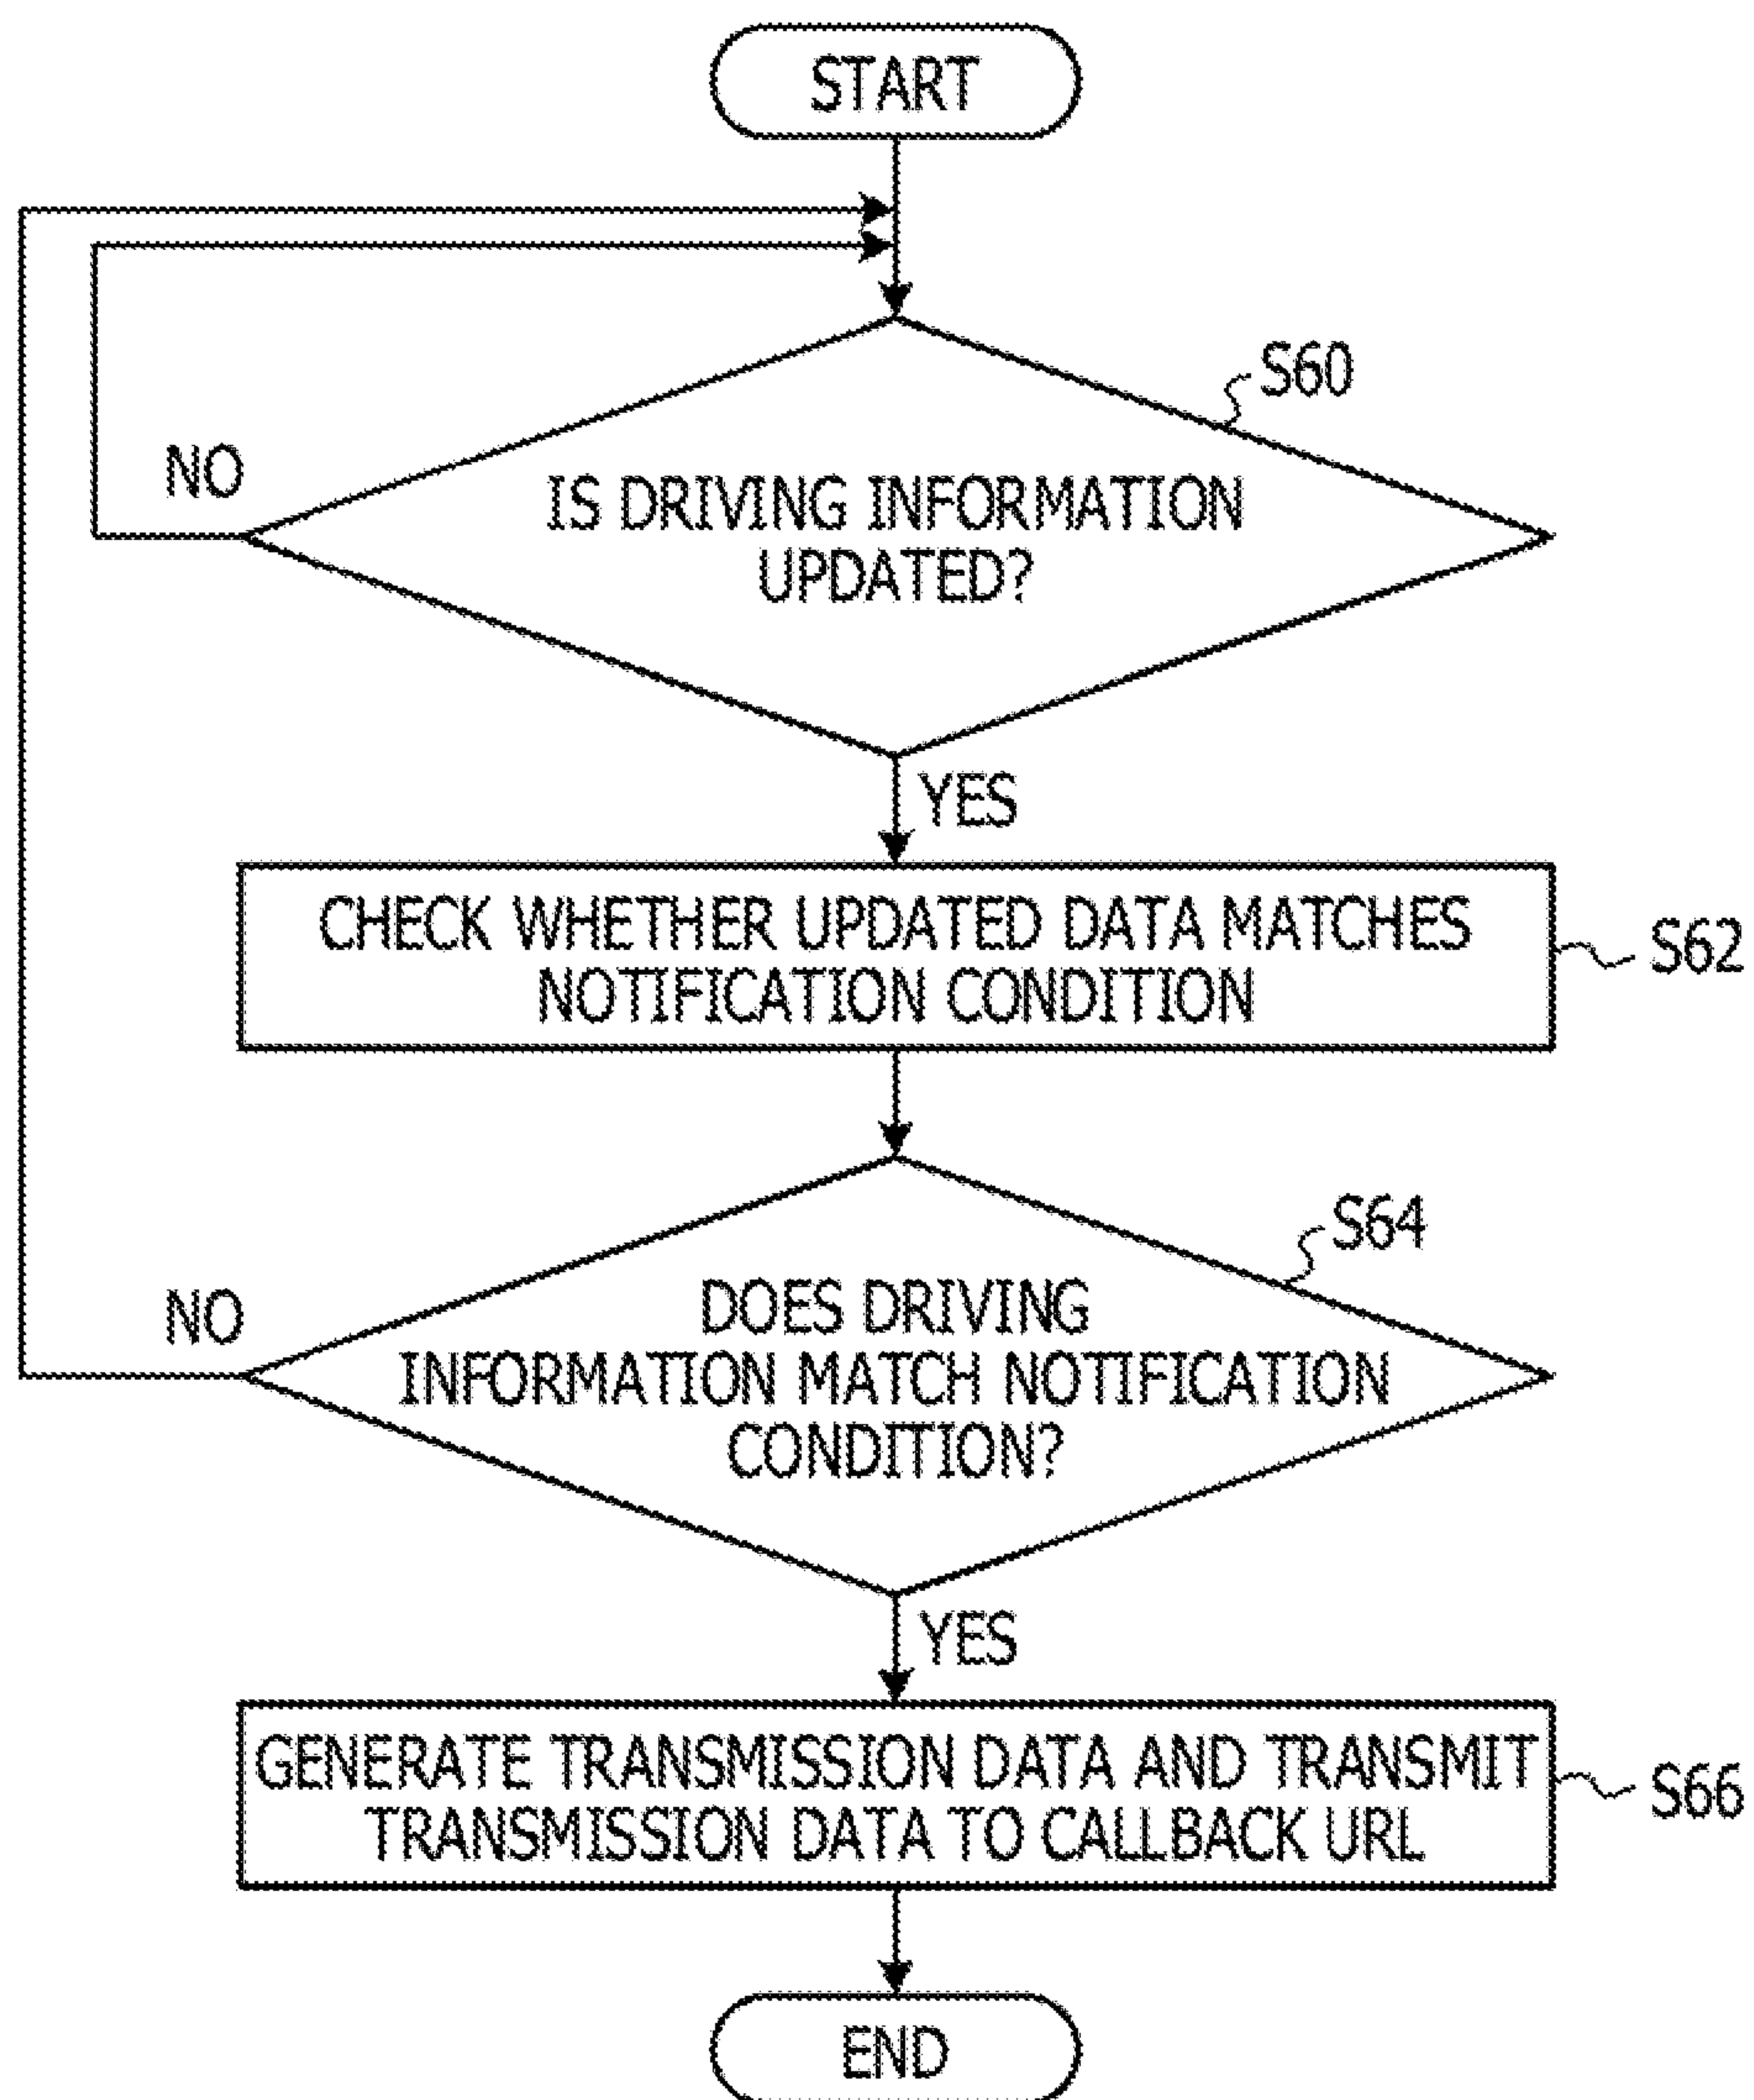 START
S60
NO
IS DRIVING INFORMATION
UPDATED?
YES
CHECK WHETHER UPDATED DATA MATCHES
NOTIFICATION CONDITION
S62
S64
NO
DOES DRIVING
INFORMATION MATCH NOTIFICATION
CONDITION?
YES
GENERATE TRANSMISSION DATA AND TRANSMIT
TRANSMISSION DATA TO CALLBACK URL
S66
END